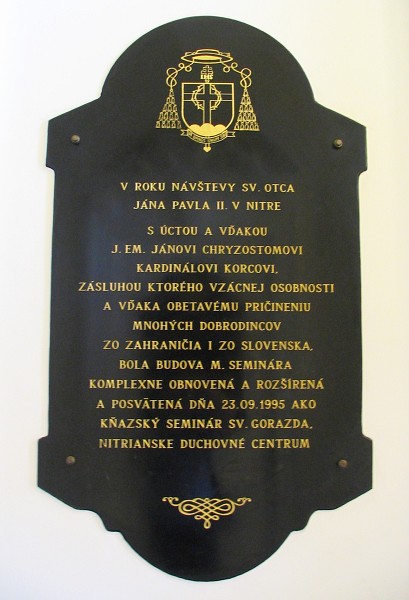 V ROKU NÁVŠTEVY SV. OTCA
JÁNA PAVLA II. V NITRE
S ÚCTOU A VĎAKOU
J. EM. JÁNOVI CHRYZOSTOMOVI
KARDINÁLOVI KORCOVI,
ZÁSLUHOU KTORÉHO VZÁCNEJ OSOBNOSTI
A VĎAKA OBETAVÉMU PRIČINENIU
MNOHÝCH DOBRODINCOV
ZO ZAHRANIČIA I ZO SLOVENSKA,
BOLA BUDOVA M. SEMINÁRA
KOMPLEXNE OBNOVENÁ A ROZŠÍRENÁ
A POSVÄTENÁ DŇA 23.09.1995 AKO
KŇAZSKÝ SEMINÁR SV. GORAZDA,
NITRIANSKE DUCHOVNÉ CENTRUM